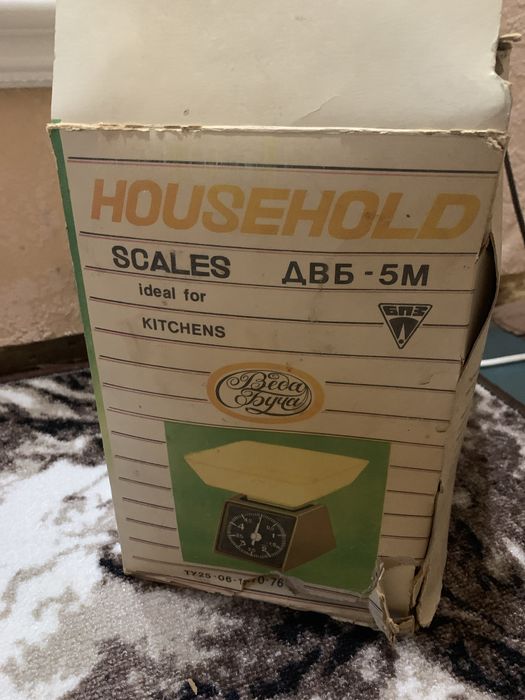 HOUSEHOLD
SCALES ДВБ - 5М
ideal for
KITCHENS
БПЗ
Веда
Буча